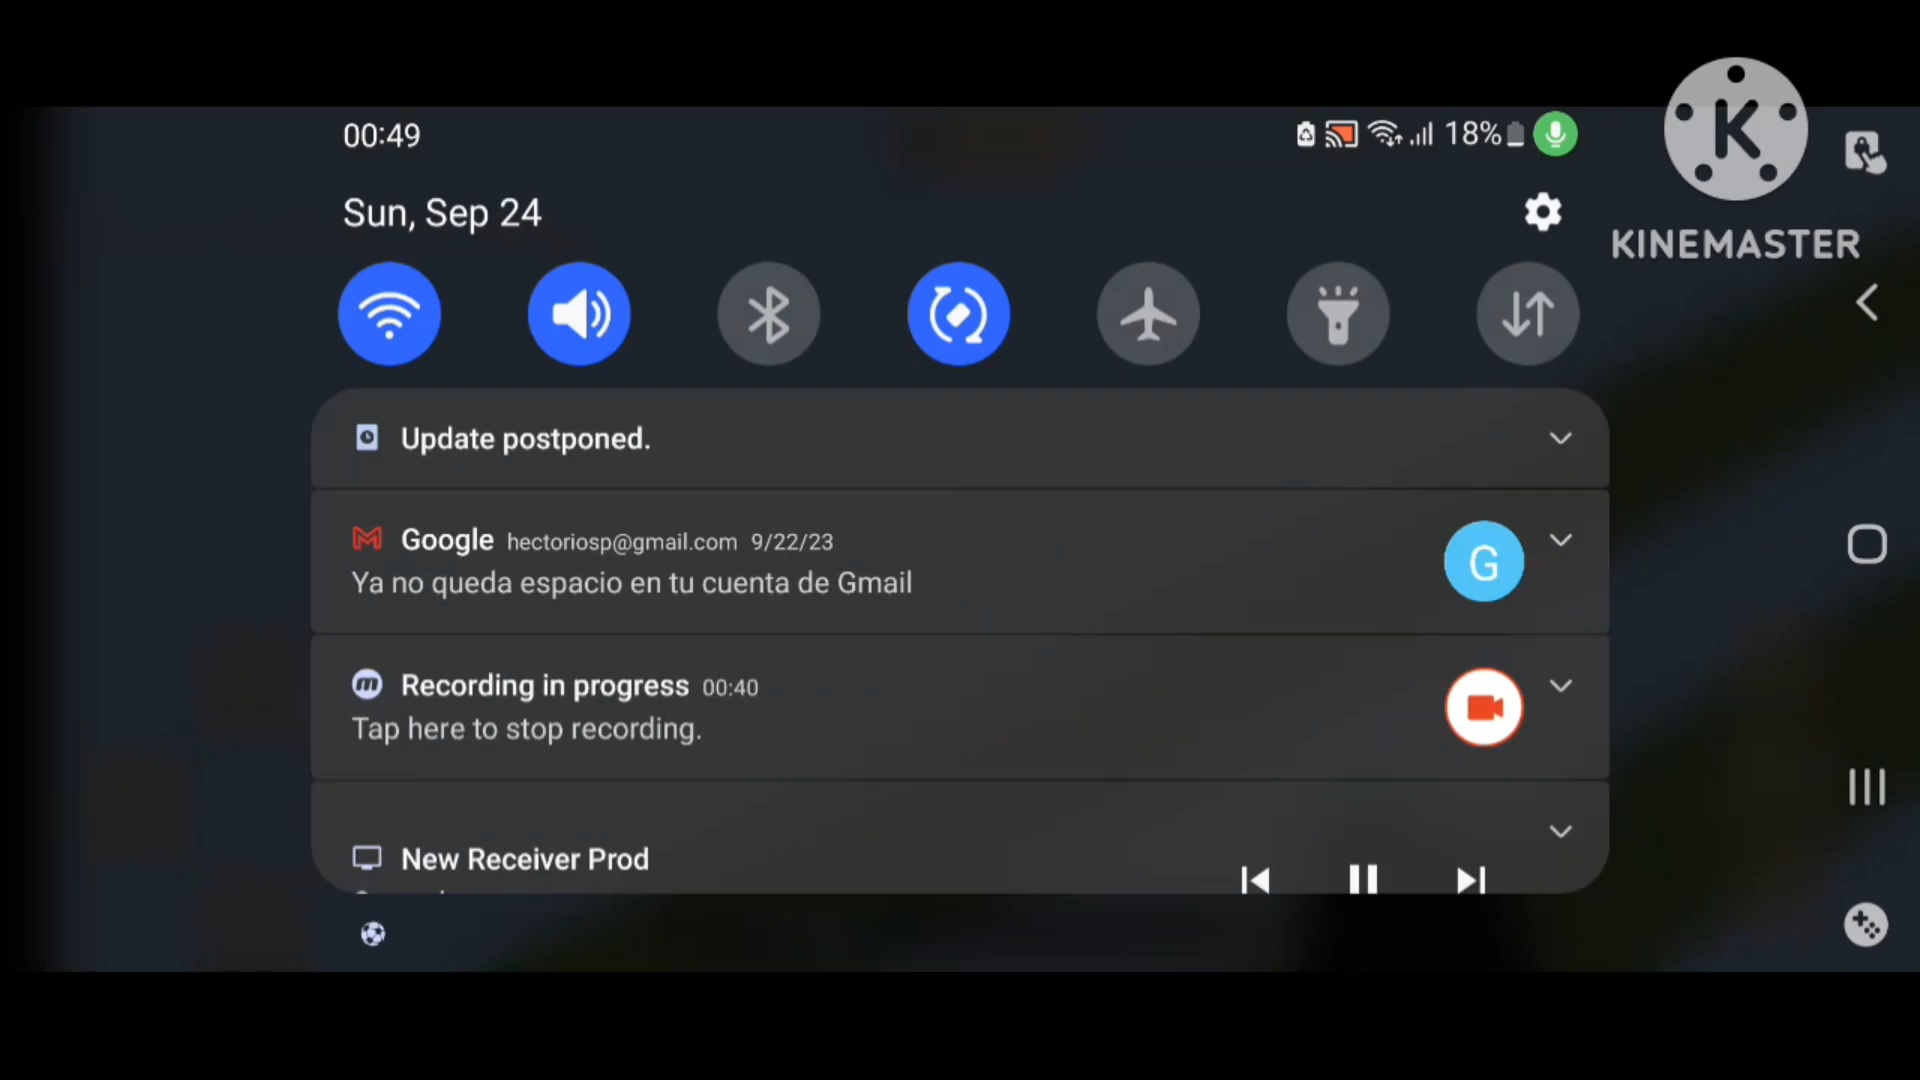 00:49
18%
K
KINEMASTER
Sun, Sep 24
Update postponed.
Google hectoriosp@gmail.com 9/22/23
Ya no queda espacio en tu cuenta de Gmail
G
Recording in progress 00:40
Tap here to stop recording.
New Receiver Prod